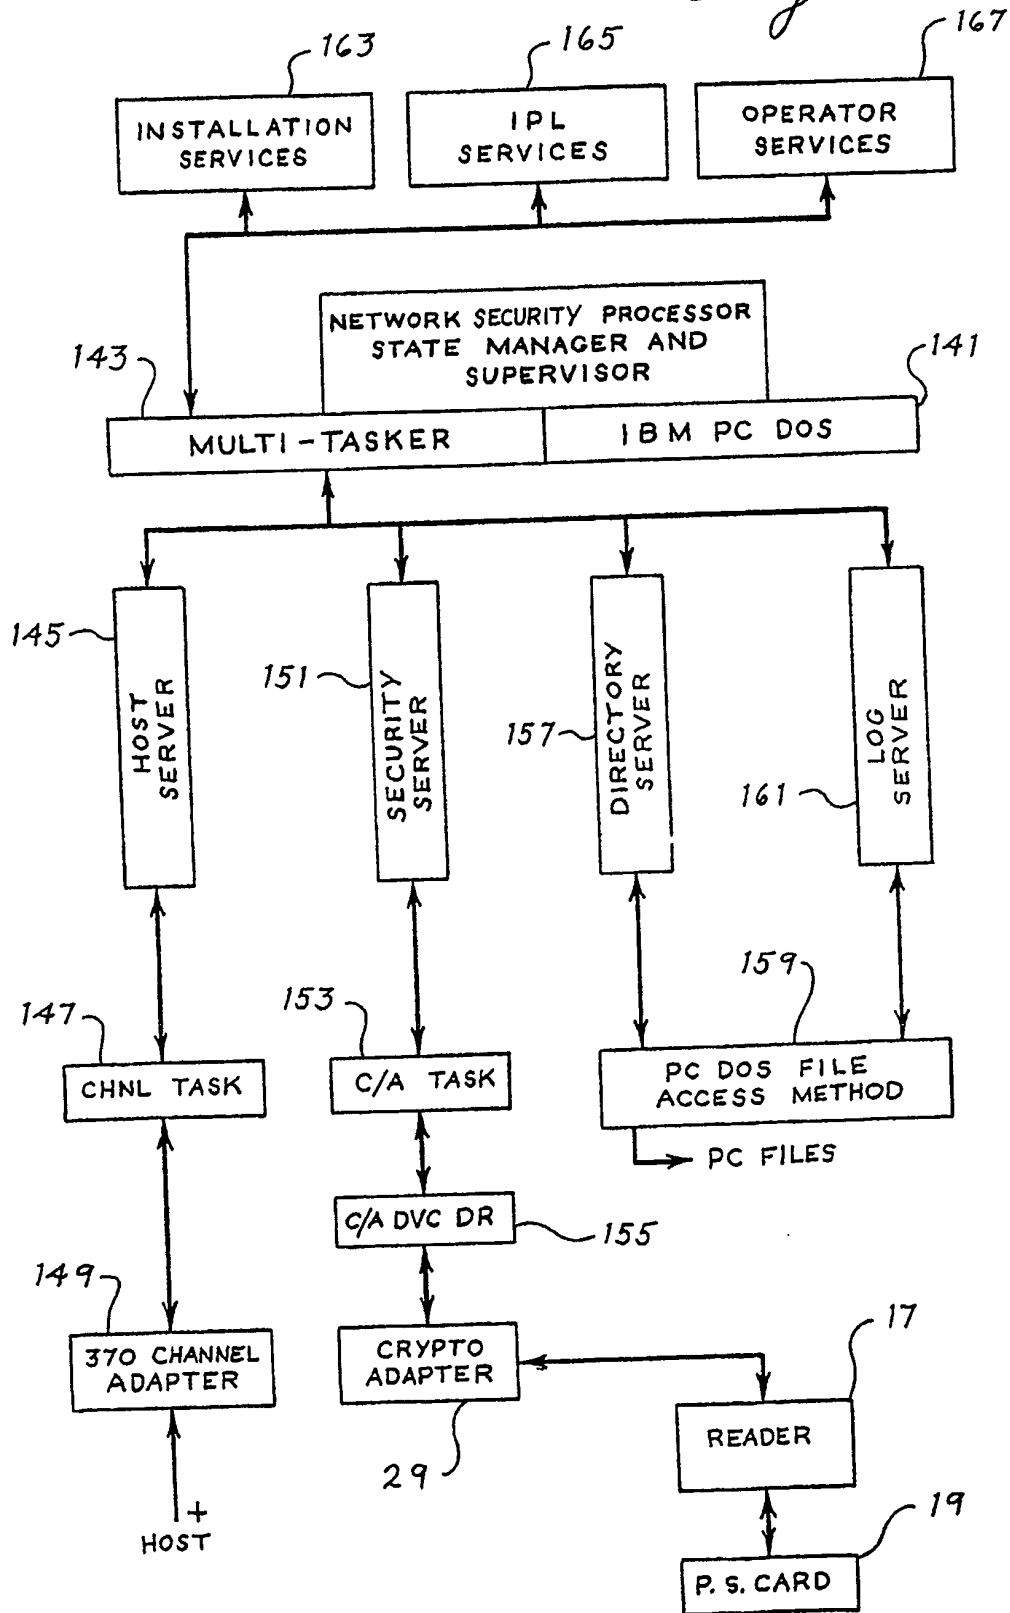 163
165
167
INSTALLATION
SERVICES
IPL
SERVICES
OPERATOR
SERVICES
NETWORK SECURITY PROCESSOR
STATE MANAGER AND
SUPERVISOR
143
141
MULTI-TASKER
IBM PC DOS
145
HOST
SERVER
151
SECURITY
SERVER
157
DIRECTORY
SERVER
161
LOG
SERVER
147
CHNL TASK
153
C/A TASK
159
PC DOS FILE
ACCESS METHOD
PC FILES
C/A DVC DR
155
149
370 CHANNEL
ADAPTER
CRYPTO
ADAPTER
29
17
READER
+
HOST
19
P. S. CARD